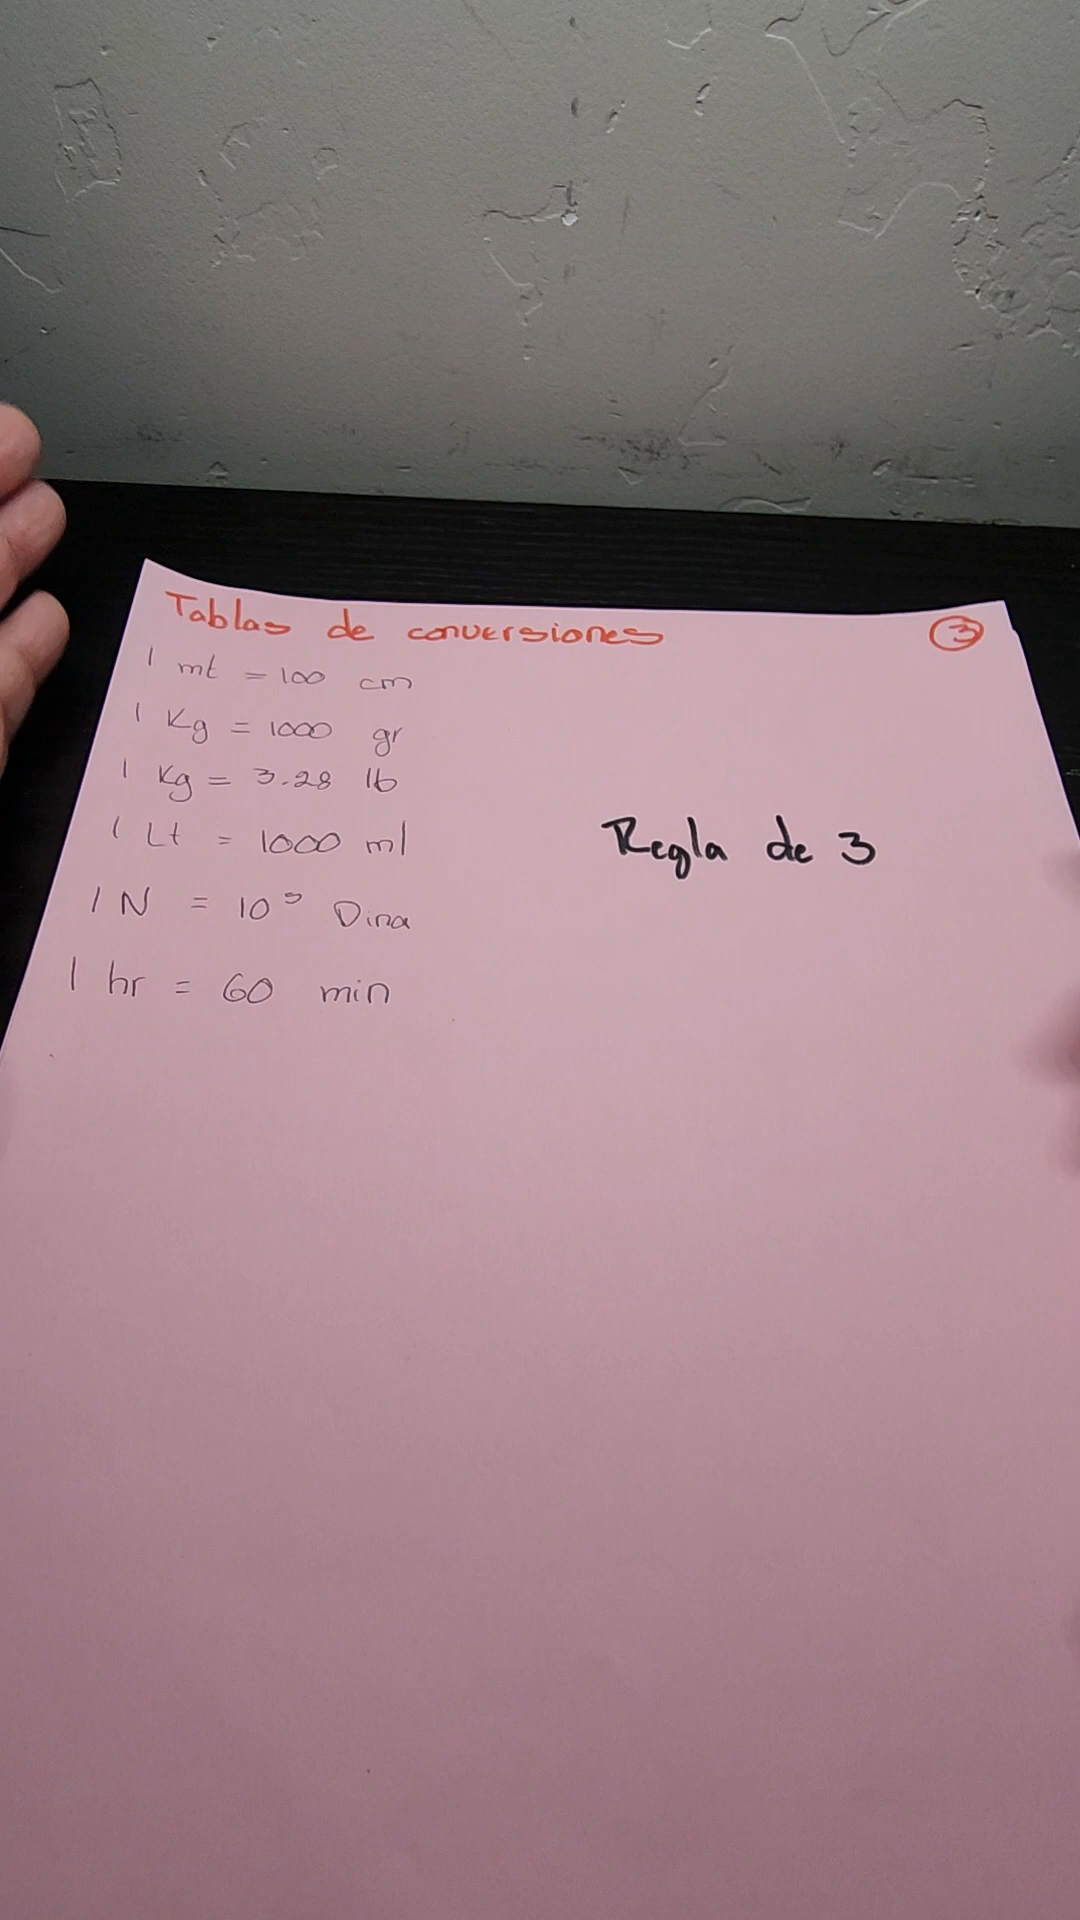 Tablas de conversiones
3
1 mt = 100 cm
1 Kg = 1000 gr
1 Kg = 3.28 lb
1 Lt = 1000 ml
Regla de 3
1 N = 10⁵ Dina
1 hr = 60 min